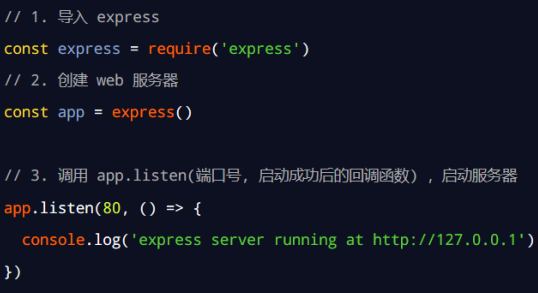 // 1. 导入 express
const express = require('express')
// 2. 创建 web 服务器
const app = express()
// 3. 调用 app.listen(端口号, 启动成功后的回调函数) , 启动服务器
app.listen(80, () => {
  console.log('express server running at http://127.0.0.1')
})